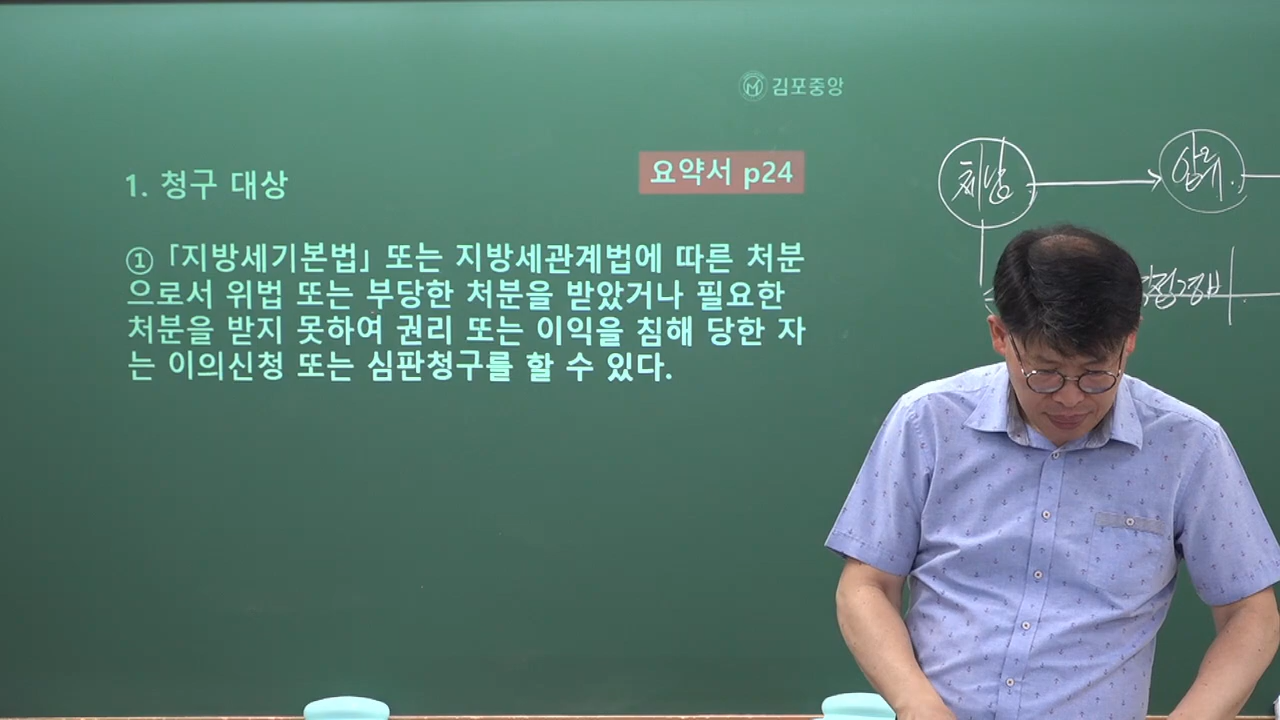 김포중앙
요약서 p24
1. 청구 대상
① 「지방세기본법」 또는 지방세관계법에 따른 처분
으로서 위법 또는 부당한 처분을 받았거나 필요한
처분을 받지 못하여 권리 또는 이익을 침해 당한 자
는 이의신청 또는 심판청구를 할 수 있다.
체납
압류